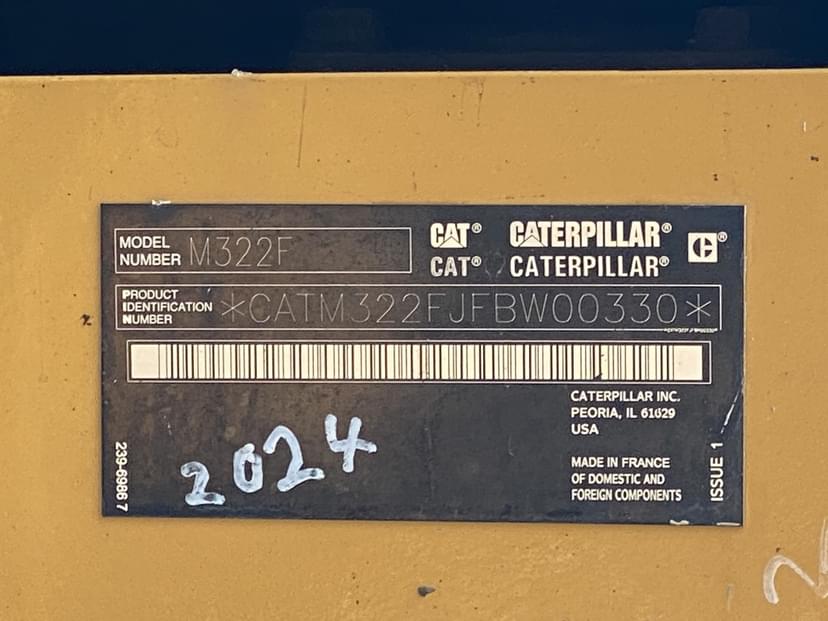 MODEL
NUMBER M322F
CAT® CATERPILLAR® C®
CAT® CATERPILLAR®
PRODUCT
IDENTIFICATION
NUMBER *CATM322FJFBW00330*
CATERPILLAR INC.
PEORIA, IL 61629
USA
MADE IN FRANCE
OF DOMESTIC AND
FOREIGN COMPONENTS
ISSUE 1
239-6986 7
2024